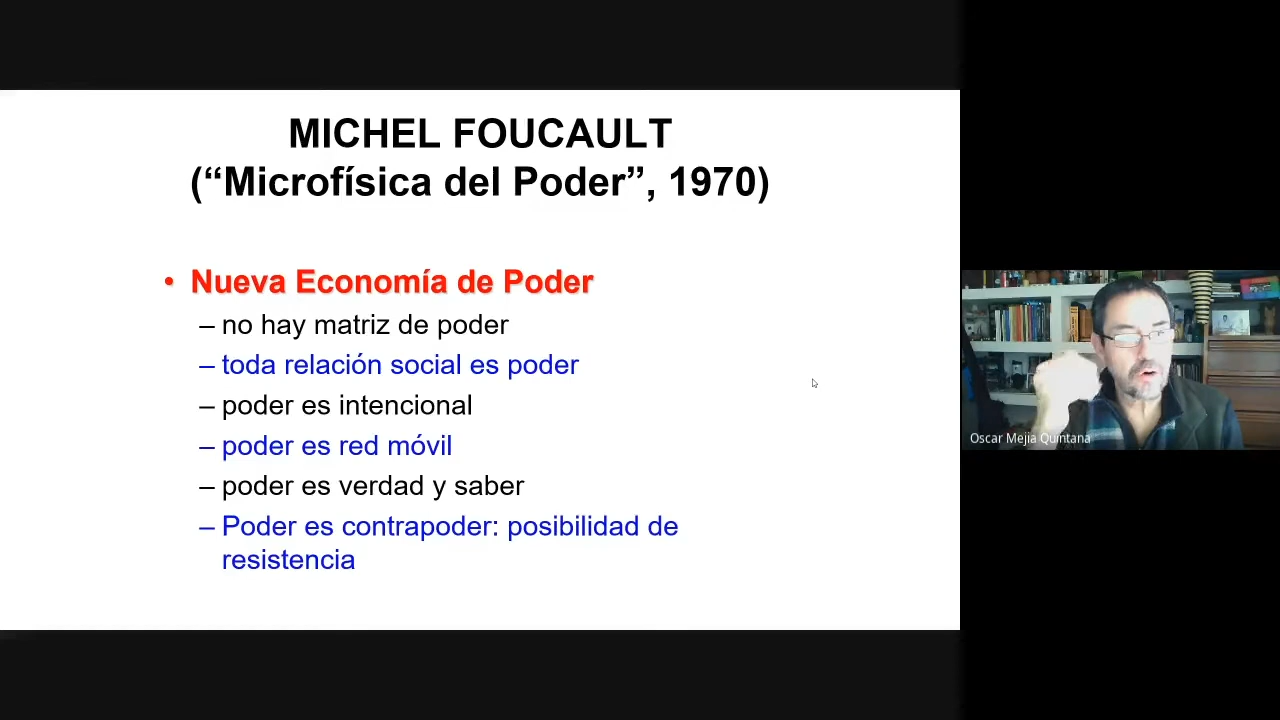 MICHEL FOUCAULT
(“Microfísica del Poder”, 1970)
• Nueva Economía de Poder
– no hay matriz de poder
– toda relación social es poder
– poder es intencional
– poder es red móvil
– poder es verdad y saber
– Poder es contrapoder: posibilidad de
resistencia
Oscar Mejia Quintana